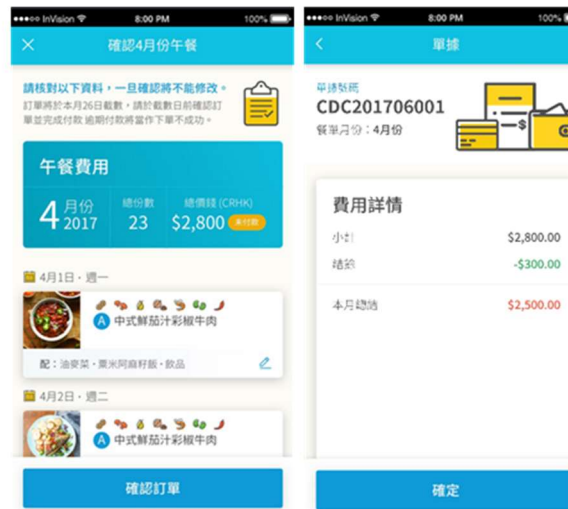 InVision
8:00 PM
100%
確認4月份午餐
請核對以下資料，一旦確認將不能修改。
訂單將於本月26日截數，請於截數日前確認訂
單並完成付款 逾期付款將當作下單不成功。
午餐費用
4 月份 2017
總份數
23
總價錢 (CRHK)
$2,800 未付款
4月1日・週一
A 中式鮮茄汁彩椒牛肉
配：油麥菜・粟米阿麻籽飯・飲品
4月2日・週二
A 中式鮮茄汁彩椒牛肉
確認訂單
InVision
8:00 PM
100%
單據
單據號碼
CDC201706001
餐單月份：4月份
費用詳情
小計 $2,800.00
結餘 -$300.00
本月總結 $2,500.00
確定